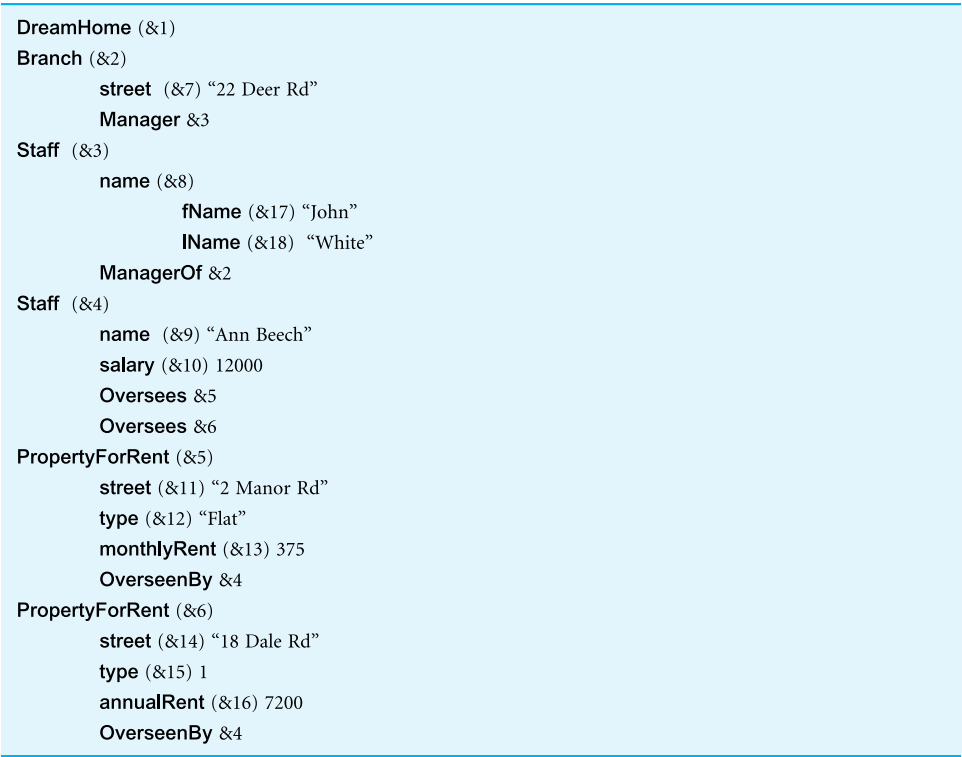 DreamHome (&1)
Branch (&2)
street (&7) “22 Deer Rd”
Manager &3
Staff (&3)
name (&8)
fName (&17) “John”
lName (&18) “White”
ManagerOf &2
Staff (&4)
name (&9) “Ann Beech”
salary (&10) 12000
Oversees &5
Oversees &6
PropertyForRent (&5)
street (&11) “2 Manor Rd”
type (&12) “Flat”
monthlyRent (&13) 375
OverseenBy &4
PropertyForRent (&6)
street (&14) “18 Dale Rd”
type (&15) 1
annualRent (&16) 7200
OverseenBy &4